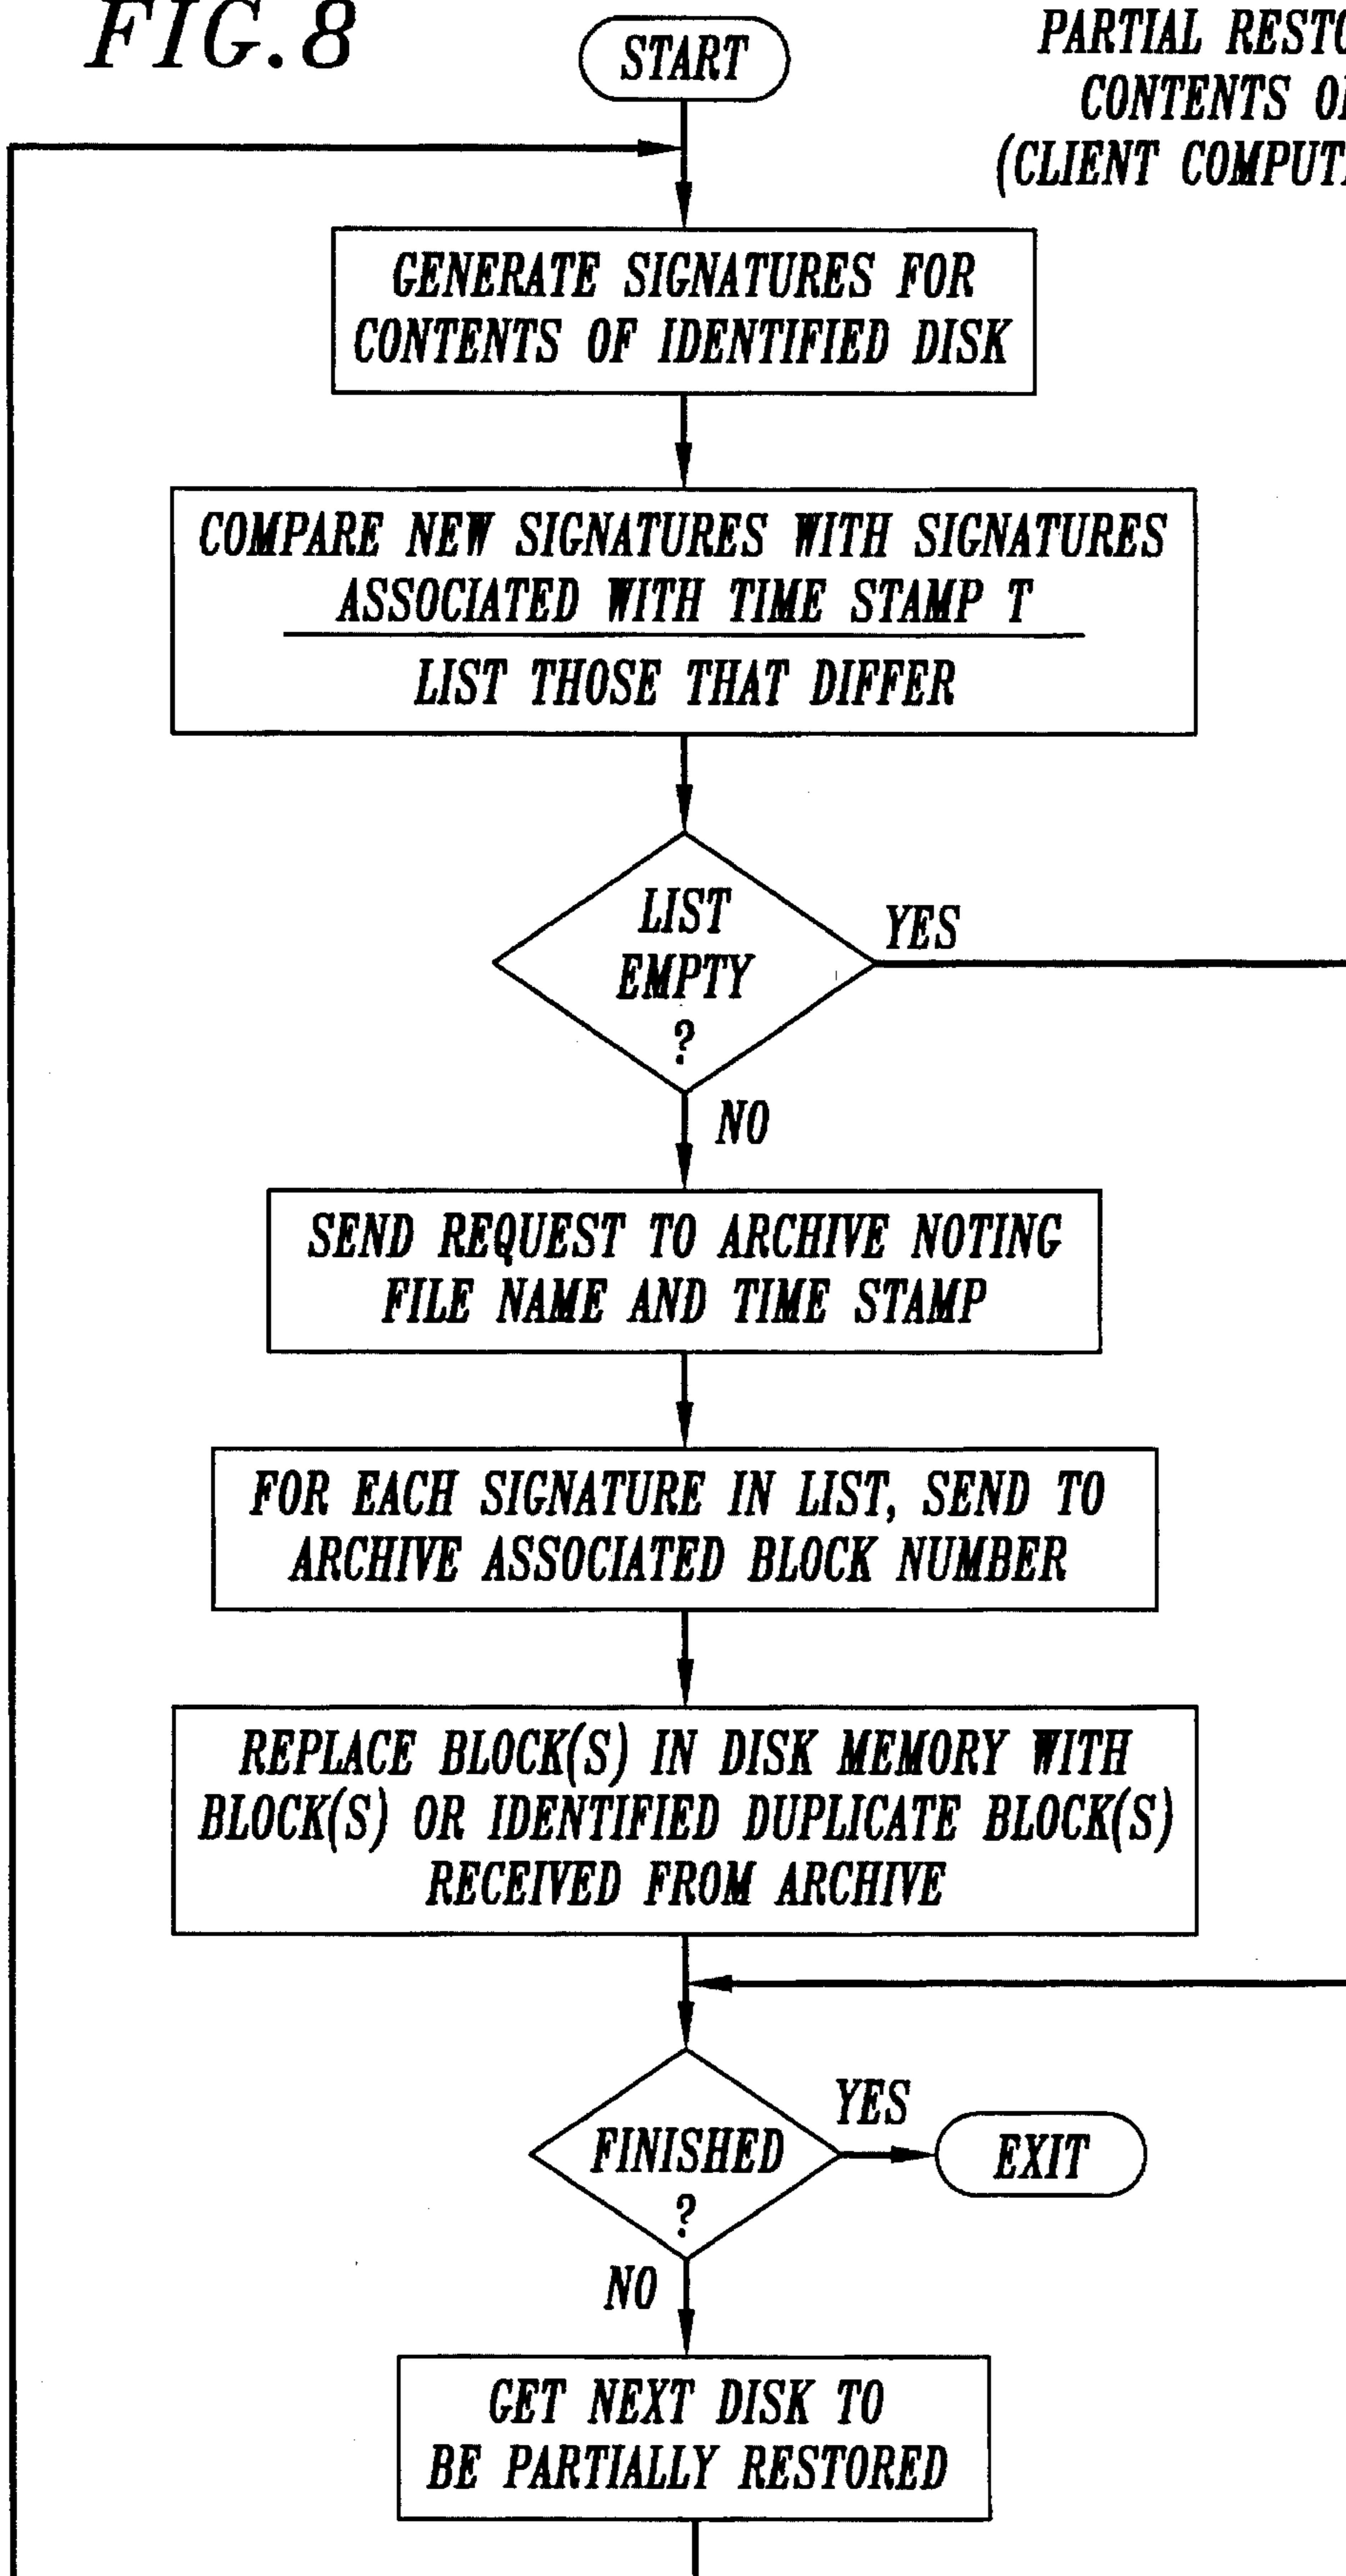 FIG. 8
START
PARTIAL
CONTENTS
(CLIENT
GENERATE SIGNATURES FOR
CONTENTS OF IDENTIFIED DISK
COMPARE NEW SIGNATURES WITH SIGNATURES
ASSOCIATED WITH TIME STAMP T
LIST THOSE THAT DIFFER
LIST
EMPTY
?
YES
NO
SEND REQUEST TO ARCHIVE NOTING
FILE NAME AND TIME STAMP
FOR EACH SIGNATURE IN LIST, SEND TO
ARCHIVE ASSOCIATED BLOCK NUMBER
REPLACE BLOCK(S) IN DISK MEMORY WITH
BLOCK(S) OR IDENTIFIED DUPLICATE BLOCK(S)
RECEIVED FROM ARCHIVE
FINISHED
?
YES
EXIT
NO
GET NEXT DISK TO
BE PARTIALLY RESTORED